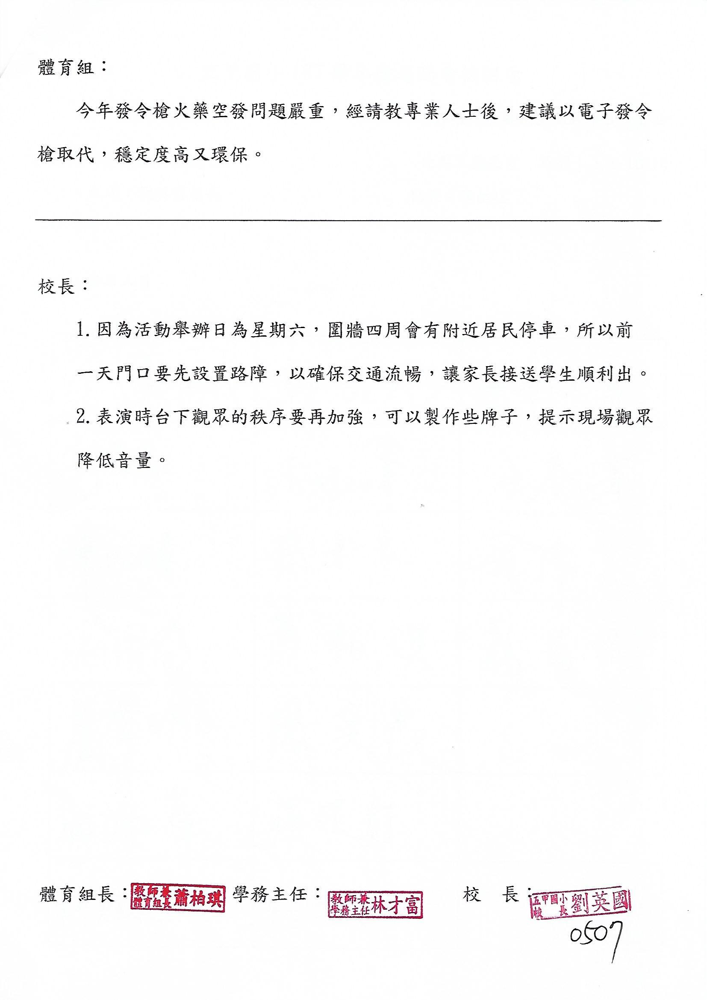 體育組：
今年發令槍火藥空發問題嚴重，經請教專業人士後，建議以電子發令
槍取代，穩定度高又環保。
校長：
1.因為活動舉辦日為星期六，圍牆四周會有附近居民停車，所以前
一天門口要先設置路障，以確保交通流暢，讓家長接送學生順利出。
2.表演時台下觀眾的秩序要再加強，可以製作些牌子，提示現場觀眾
降低音量。
體育組長：教師兼體育組長蕭柏琪 學務主任：教師兼學務主任林才富 校 長：五甲國小校長劉英國
0507